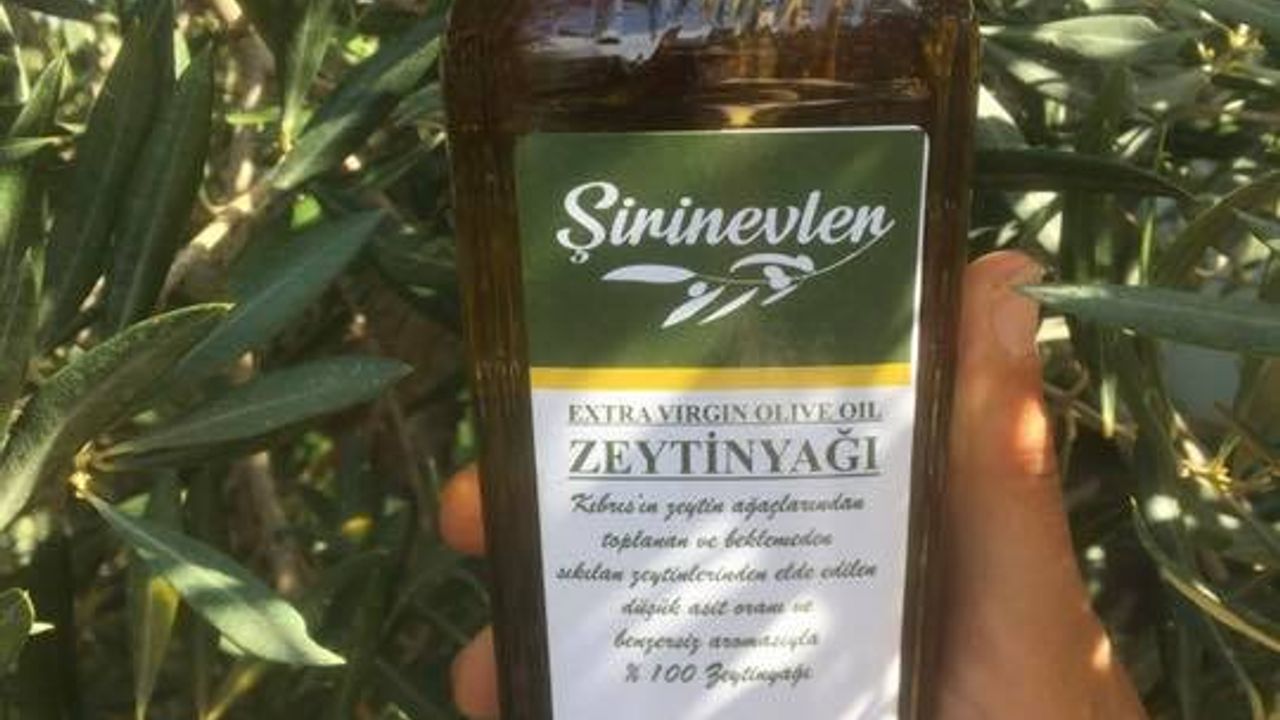 Şirinevler
EXTRA VIRGIN OLIVE OIL
ZEYTİNYAĞI
Kıbrıs'ın zeytin ağaçlarından
toplanan ve beklemeden
sıkılan zeytinlerinden elde edilen
düşük asit oranı ve
benzersiz aromasıyla
% 100 Zeytinyağı